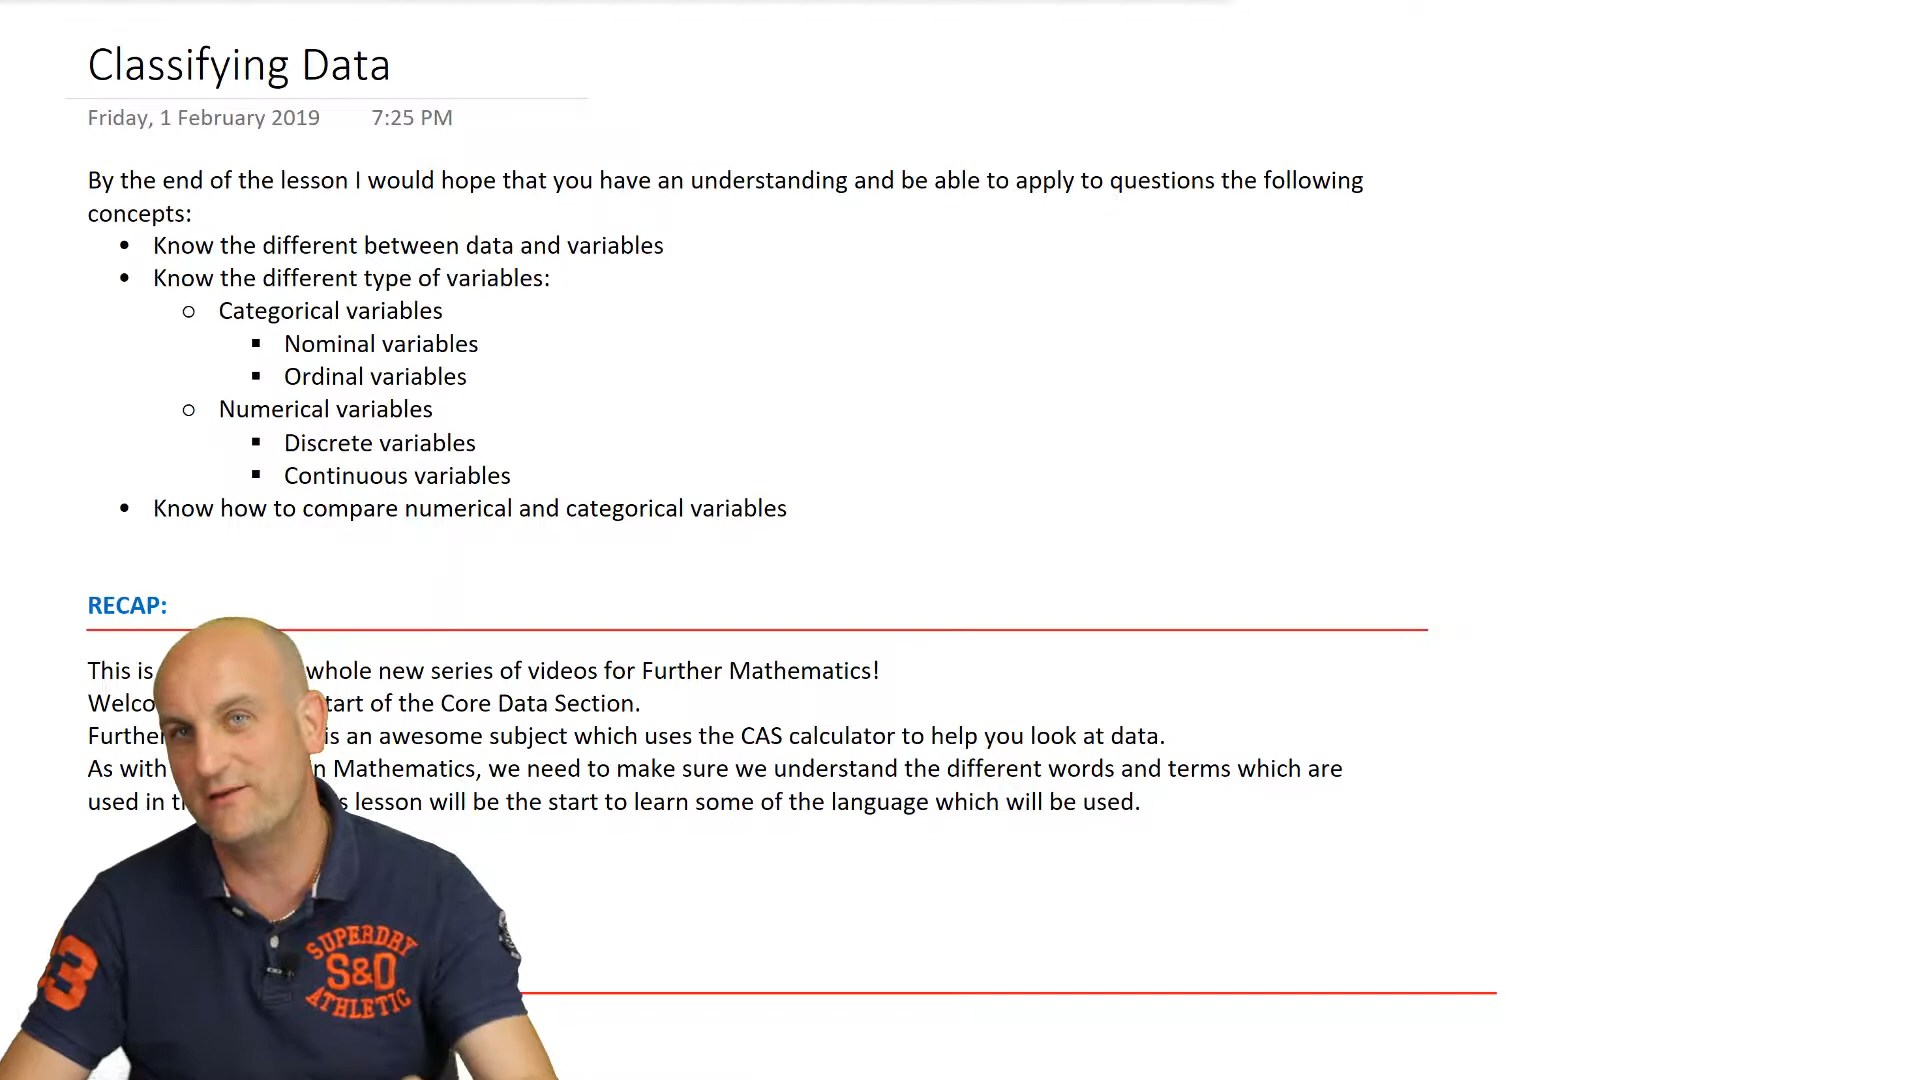 Classifying Data
Friday, 1 February 2019 7:25 PM
By the end of the lesson I would hope that you have an understanding and be able to apply to questions the following
concepts:
• Know the different between data and variables
• Know the different type of variables:
○ Categorical variables
▪ Nominal variables
▪ Ordinal variables
○ Numerical variables
▪ Discrete variables
▪ Continuous variables
• Know how to compare numerical and categorical variables
RECAP:
This is whole new series of videos for Further Mathematics!
of the Core Data Section.
is an awesome subject which uses the CAS calculator to help you look at data.
As with Mathematics, we need to make sure we understand the different words and terms which are
used in lesson will be the start to learn some of the language which will be used.
SUPERDRY
S&D
ATHLETIC
3